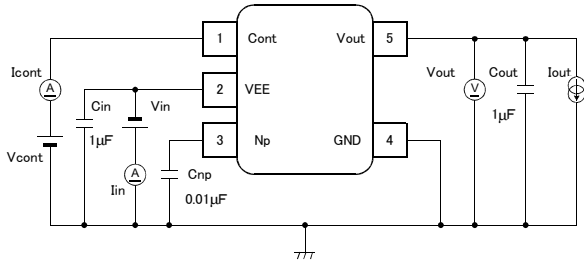 1 Cont Vout 5
Icont
A
Vcont
2 VEE
Cin
1μF
Vin
A
Iin
3 Np GND 4
Cnp
0.01μF
Vout
V
Cout
1μF
Iout